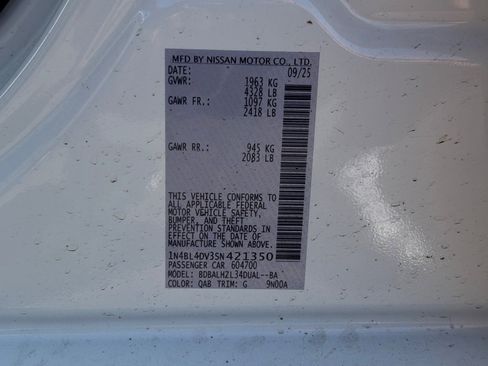 MFD BY NISSAN MOTOR CO., LTD.
DATE: 09/25
GVWR: 1963 KG
4328 LB
GAWR FR.: 1097 KG
2418 LB
GAWR RR.: 945 KG
2083 LB
THIS VEHICLE CONFORMS TO
ALL APPLICABLE FEDERAL
MOTOR VEHICLE SAFETY,
BUMPER, AND THEFT
PREVENTION STANDARDS IN
EFFECT ON THE DATE OF
MANUFACTURE SHOWN ABOVE.
1N4BL4DV3SN421350
PASSENGER CAR 604700
MODEL: BDBALHZL34DUAL--BA
COLOR: QAB TRIM: G 9N00A